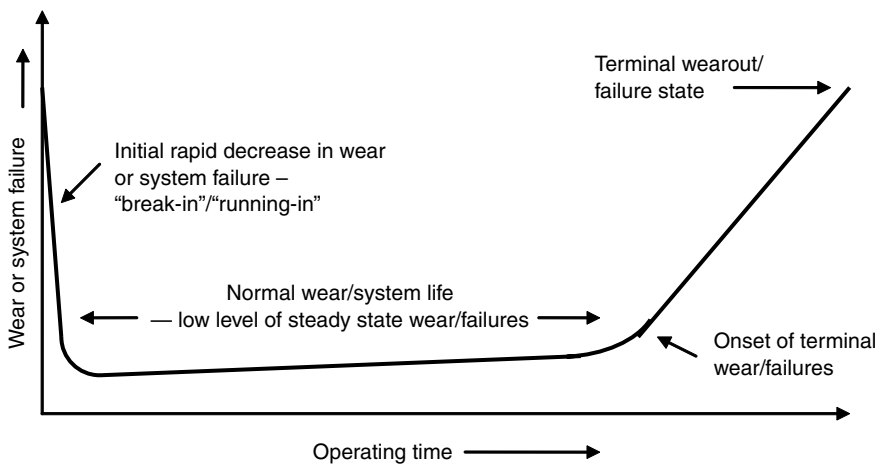 Terminal wearout/
failure state
Initial rapid decrease in wear
or system failure –
“break-in”/“running-in”
Wear or system failure
Normal wear/system life
— low level of steady state wear/failures
Onset of terminal
wear/failures
Operating time